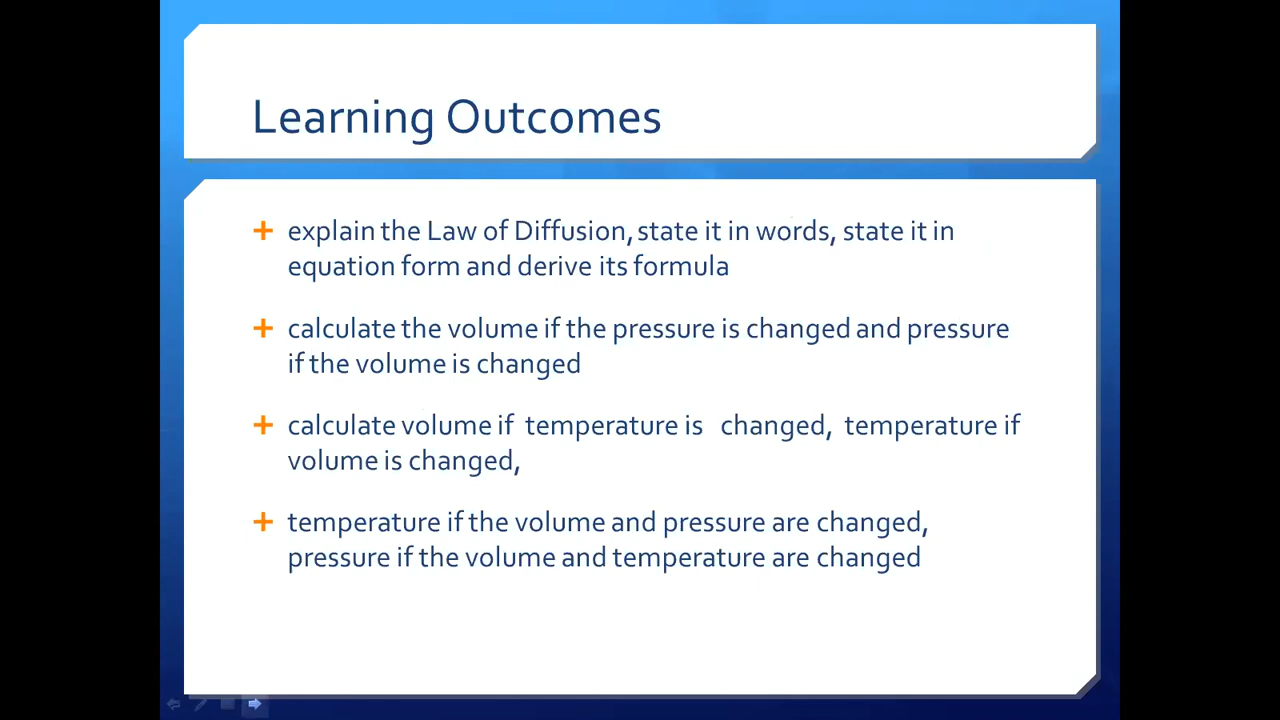 Learning Outcomes
explain the Law of Diffusion, state it in words, state it in
equation form and derive its formula
calculate the volume if the pressure is changed and pressure
if the volume is changed
calculate volume if temperature is changed, temperature if
volume is changed,
temperature if the volume and pressure are changed,
pressure if the volume and temperature are changed